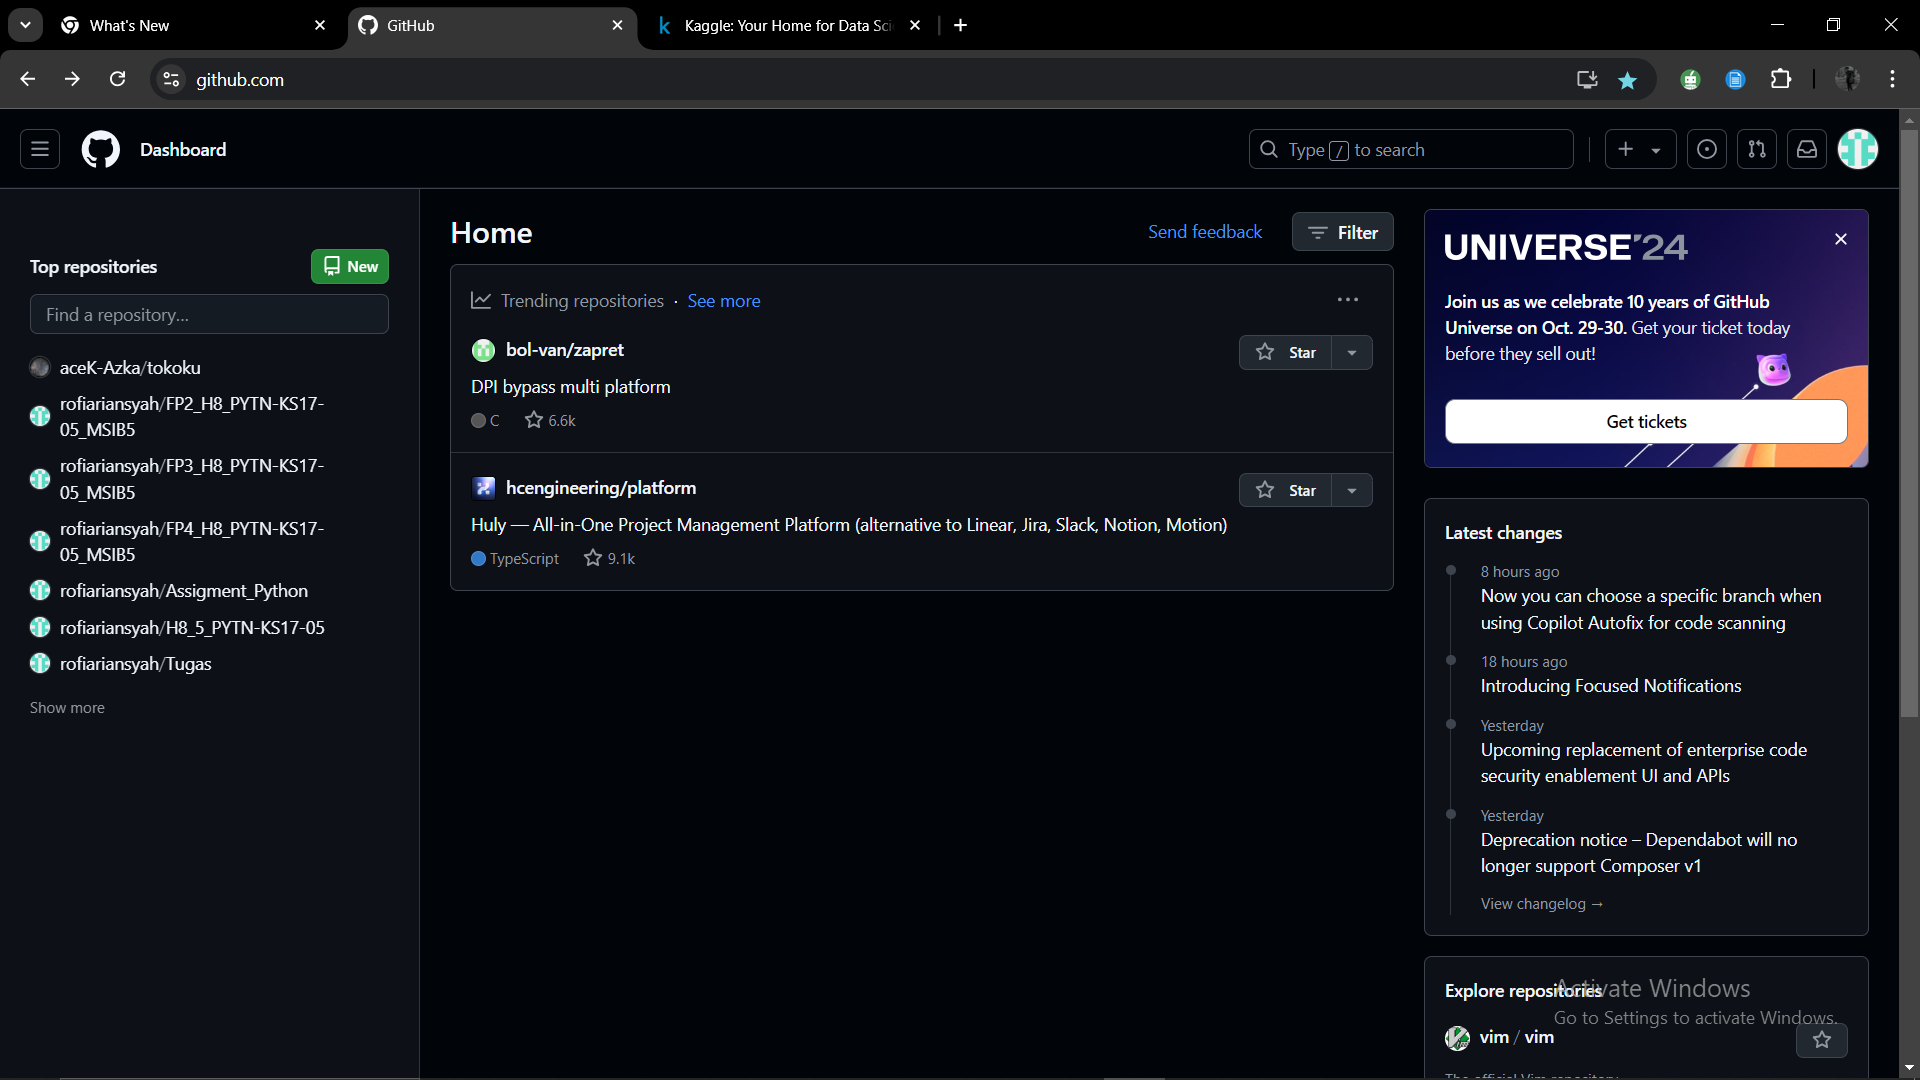 What's New
GitHub
Kaggle: Your Home for Data Sci
github.com
Dashboard
Type / to search
Top repositories
New
Find a repository...
aceK-Azka/tokoku
rofiariansyah/FP2_H8_PYTN-KS17-
05_MSIB5
rofiariansyah/FP3_H8_PYTN-KS17-
05_MSIB5
rofiariansyah/FP4_H8_PYTN-KS17-
05_MSIB5
rofiariansyah/Assigment_Python
rofiariansyah/H8_5_PYTN-KS17-05
rofiariansyah/Tugas
Show more
Home
Send feedback
Filter
Trending repositories · See more
bol-van/zapret
Star
DPI bypass multi platform
C 6.6k
hcengineering/platform
Star
Huly — All-in-One Project Management Platform (alternative to Linear, Jira, Slack, Notion, Motion)
TypeScript 9.1k
UNIVERSE'24
Join us as we celebrate 10 years of GitHub
Universe on Oct. 29-30. Get your ticket today
before they sell out!
Get tickets
Latest changes
8 hours ago
Now you can choose a specific branch when
using Copilot Autofix for code scanning
18 hours ago
Introducing Focused Notifications
Yesterday
Upcoming replacement of enterprise code
security enablement UI and APIs
Yesterday
Deprecation notice – Dependabot will no
longer support Composer v1
View changelog →
Explore repositories
Activate Windows
Go to Settings to activate Windows.
vim / vim
The official Vim repository